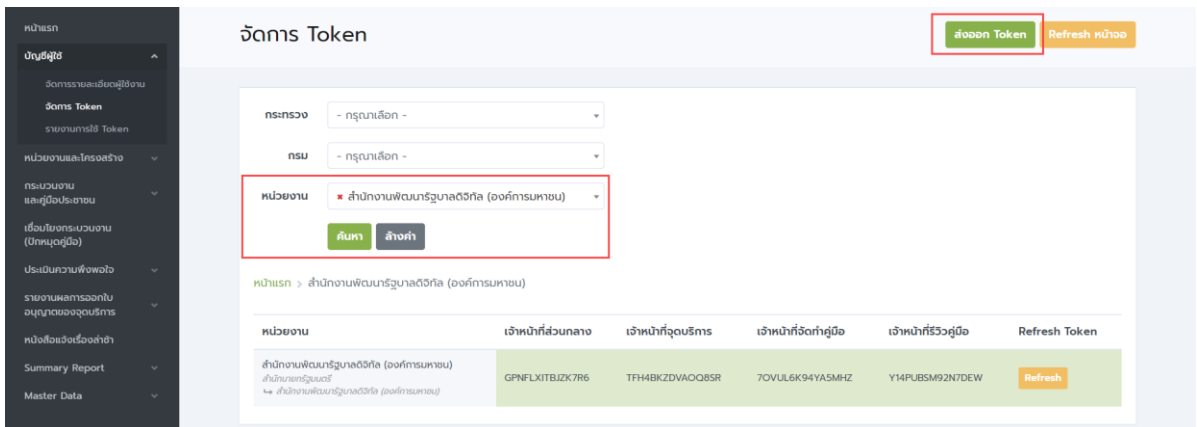 หน้าแรก
บัญชีผู้ใช้
จัดการรายละเอียดผู้ใช้งาน
จัดการ Token
รายงานการใช้ Token
หน่วยงานและโครงสร้าง
กระบวนงาน
และคู่มือประชาชน
เชื่อมโยงกระบวนงาน
(ปักหมุดคู่มือ)
ประเมินความพึงพอใจ
รายงานผลการออกใบ
อนุญาตของจุดบริการ
หนังสือแจ้งเรื่องล่าช้า
Summary Report
Master Data
จัดการ Token
ส่งออก Token
Refresh หน้าจอ
กระทรวง - กรุณาเลือก -
กรม - กรุณาเลือก -
หน่วยงาน × สำนักงานพัฒนารัฐบาลดิจิทัล (องค์การมหาชน)
ค้นหา ล้างค่า
หน้าแรก > สำนักงานพัฒนารัฐบาลดิจิทัล (องค์การมหาชน)
หน่วยงาน เจ้าหน้าที่ส่วนกลาง เจ้าหน้าที่จุดบริการ เจ้าหน้าที่จัดทำคู่มือ เจ้าหน้าที่รีวิวคู่มือ Refresh Token
สำนักงานพัฒนารัฐบาลดิจิทัล (องค์การมหาชน)
สำนักนายกรัฐมนตรี
↪ สำนักงานพัฒนารัฐบาลดิจิทัล (องค์การมหาชน)
GPNFLXITBJZK7R6 TFH4BKZDVAOQ8SR 7OVUL6K94YA5MHZ Y14PUBSM92N7DEW Refresh